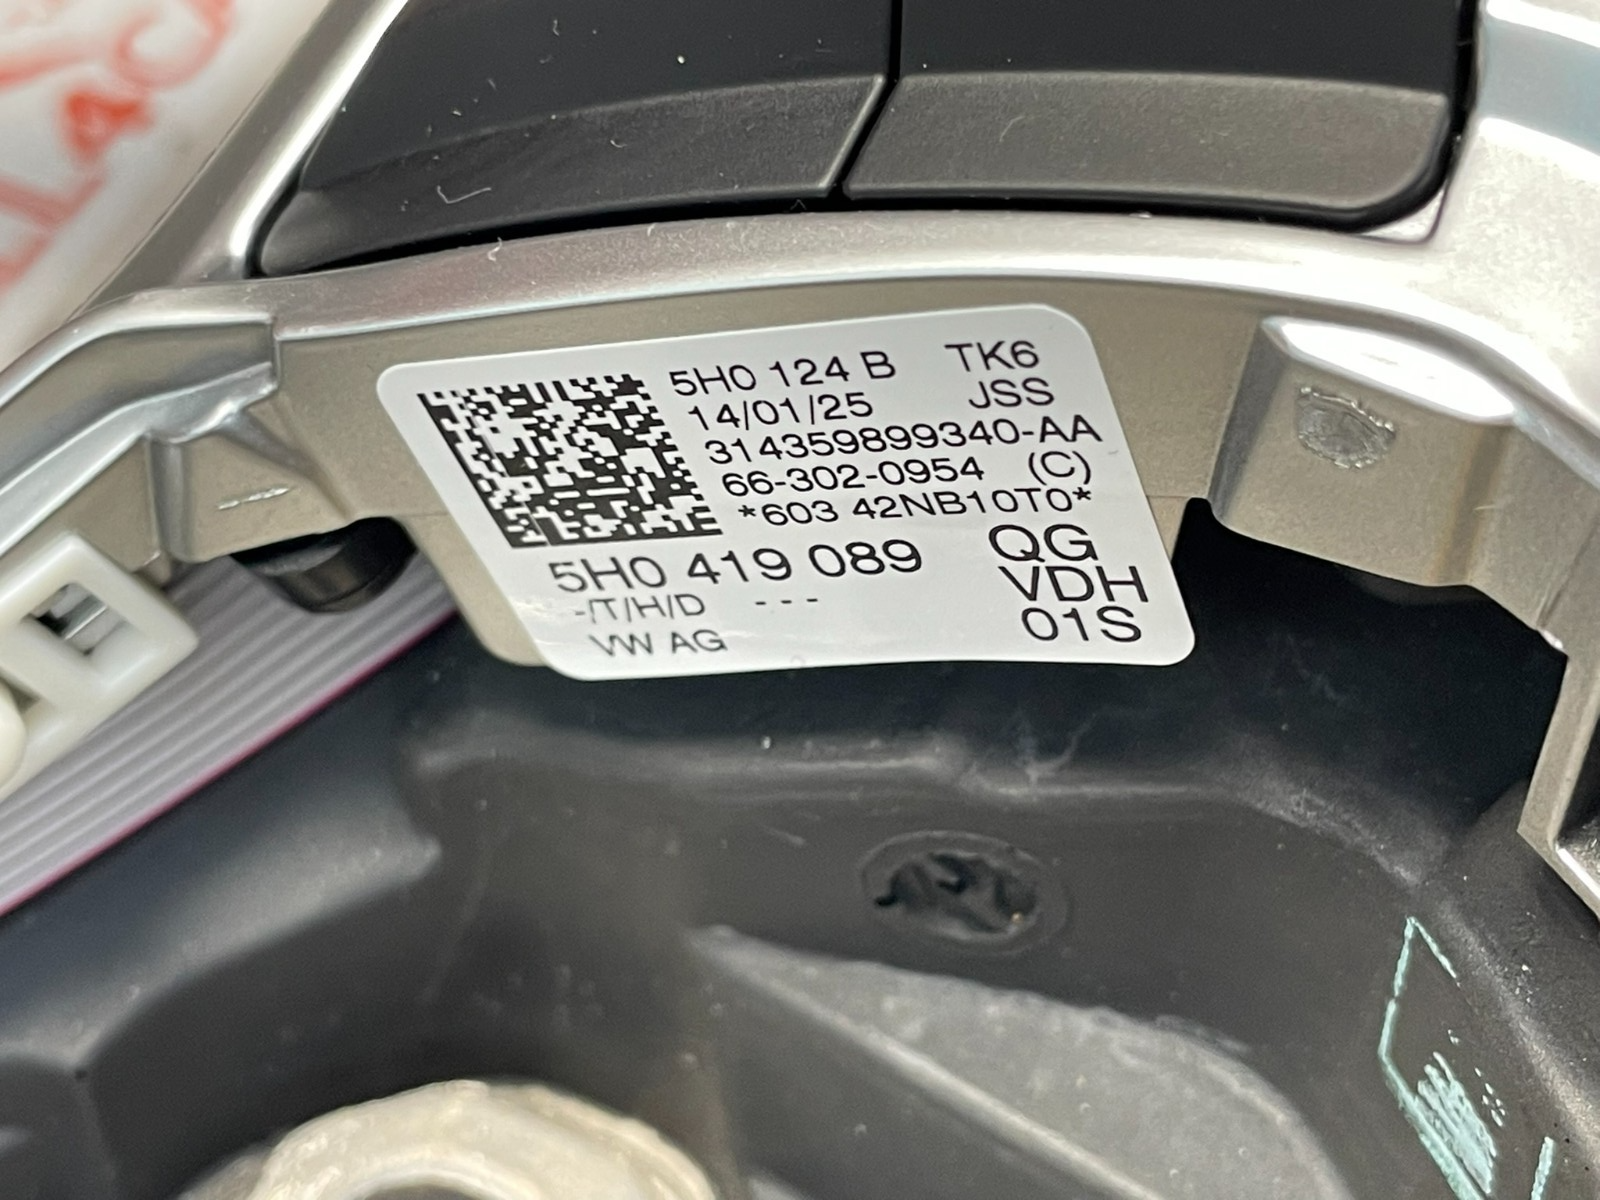 5H0 124 B TK6
14/01/25 JSS
314359899340-AA
66-302-0954 (C)
*603 42NB10T0*
5H0 419 089 QG
-/T/H/D --- VDH
VW AG 01S